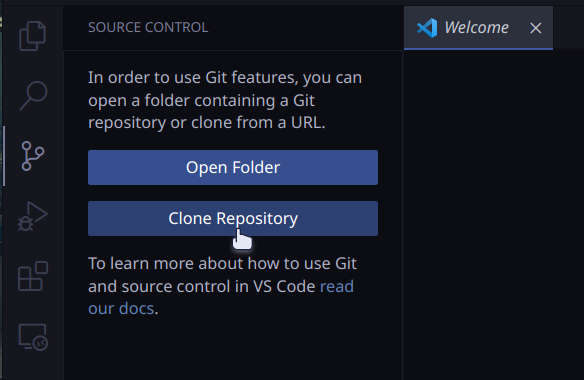 SOURCE CONTROL
Welcome
In order to use Git features, you can
open a folder containing a Git
repository or clone from a URL.
Open Folder
Clone Repository
To learn more about how to use Git
and source control in VS Code read
our docs.